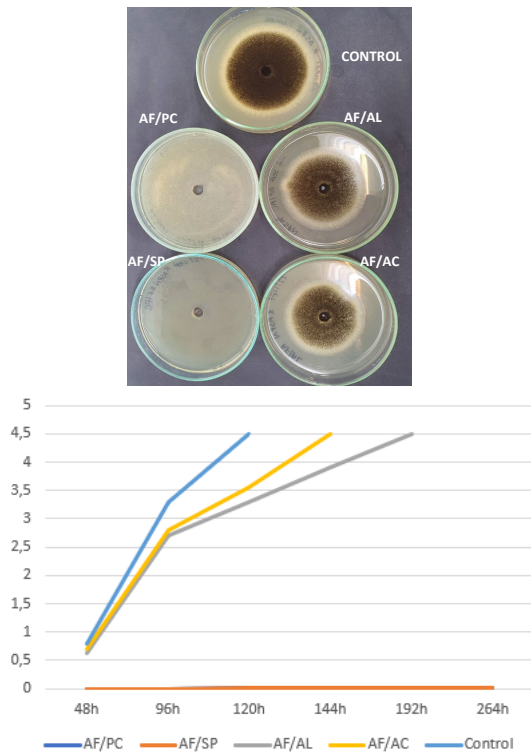 CONTROL
AF/PC
AF/AL
AF/SP
AF/AC
5
4,5
4
3,5
3
2,5
2
1,5
1
0,5
0
48h 96h 120h 144h 192h 264h
AF/PC AF/SP AF/AL AF/AC Control